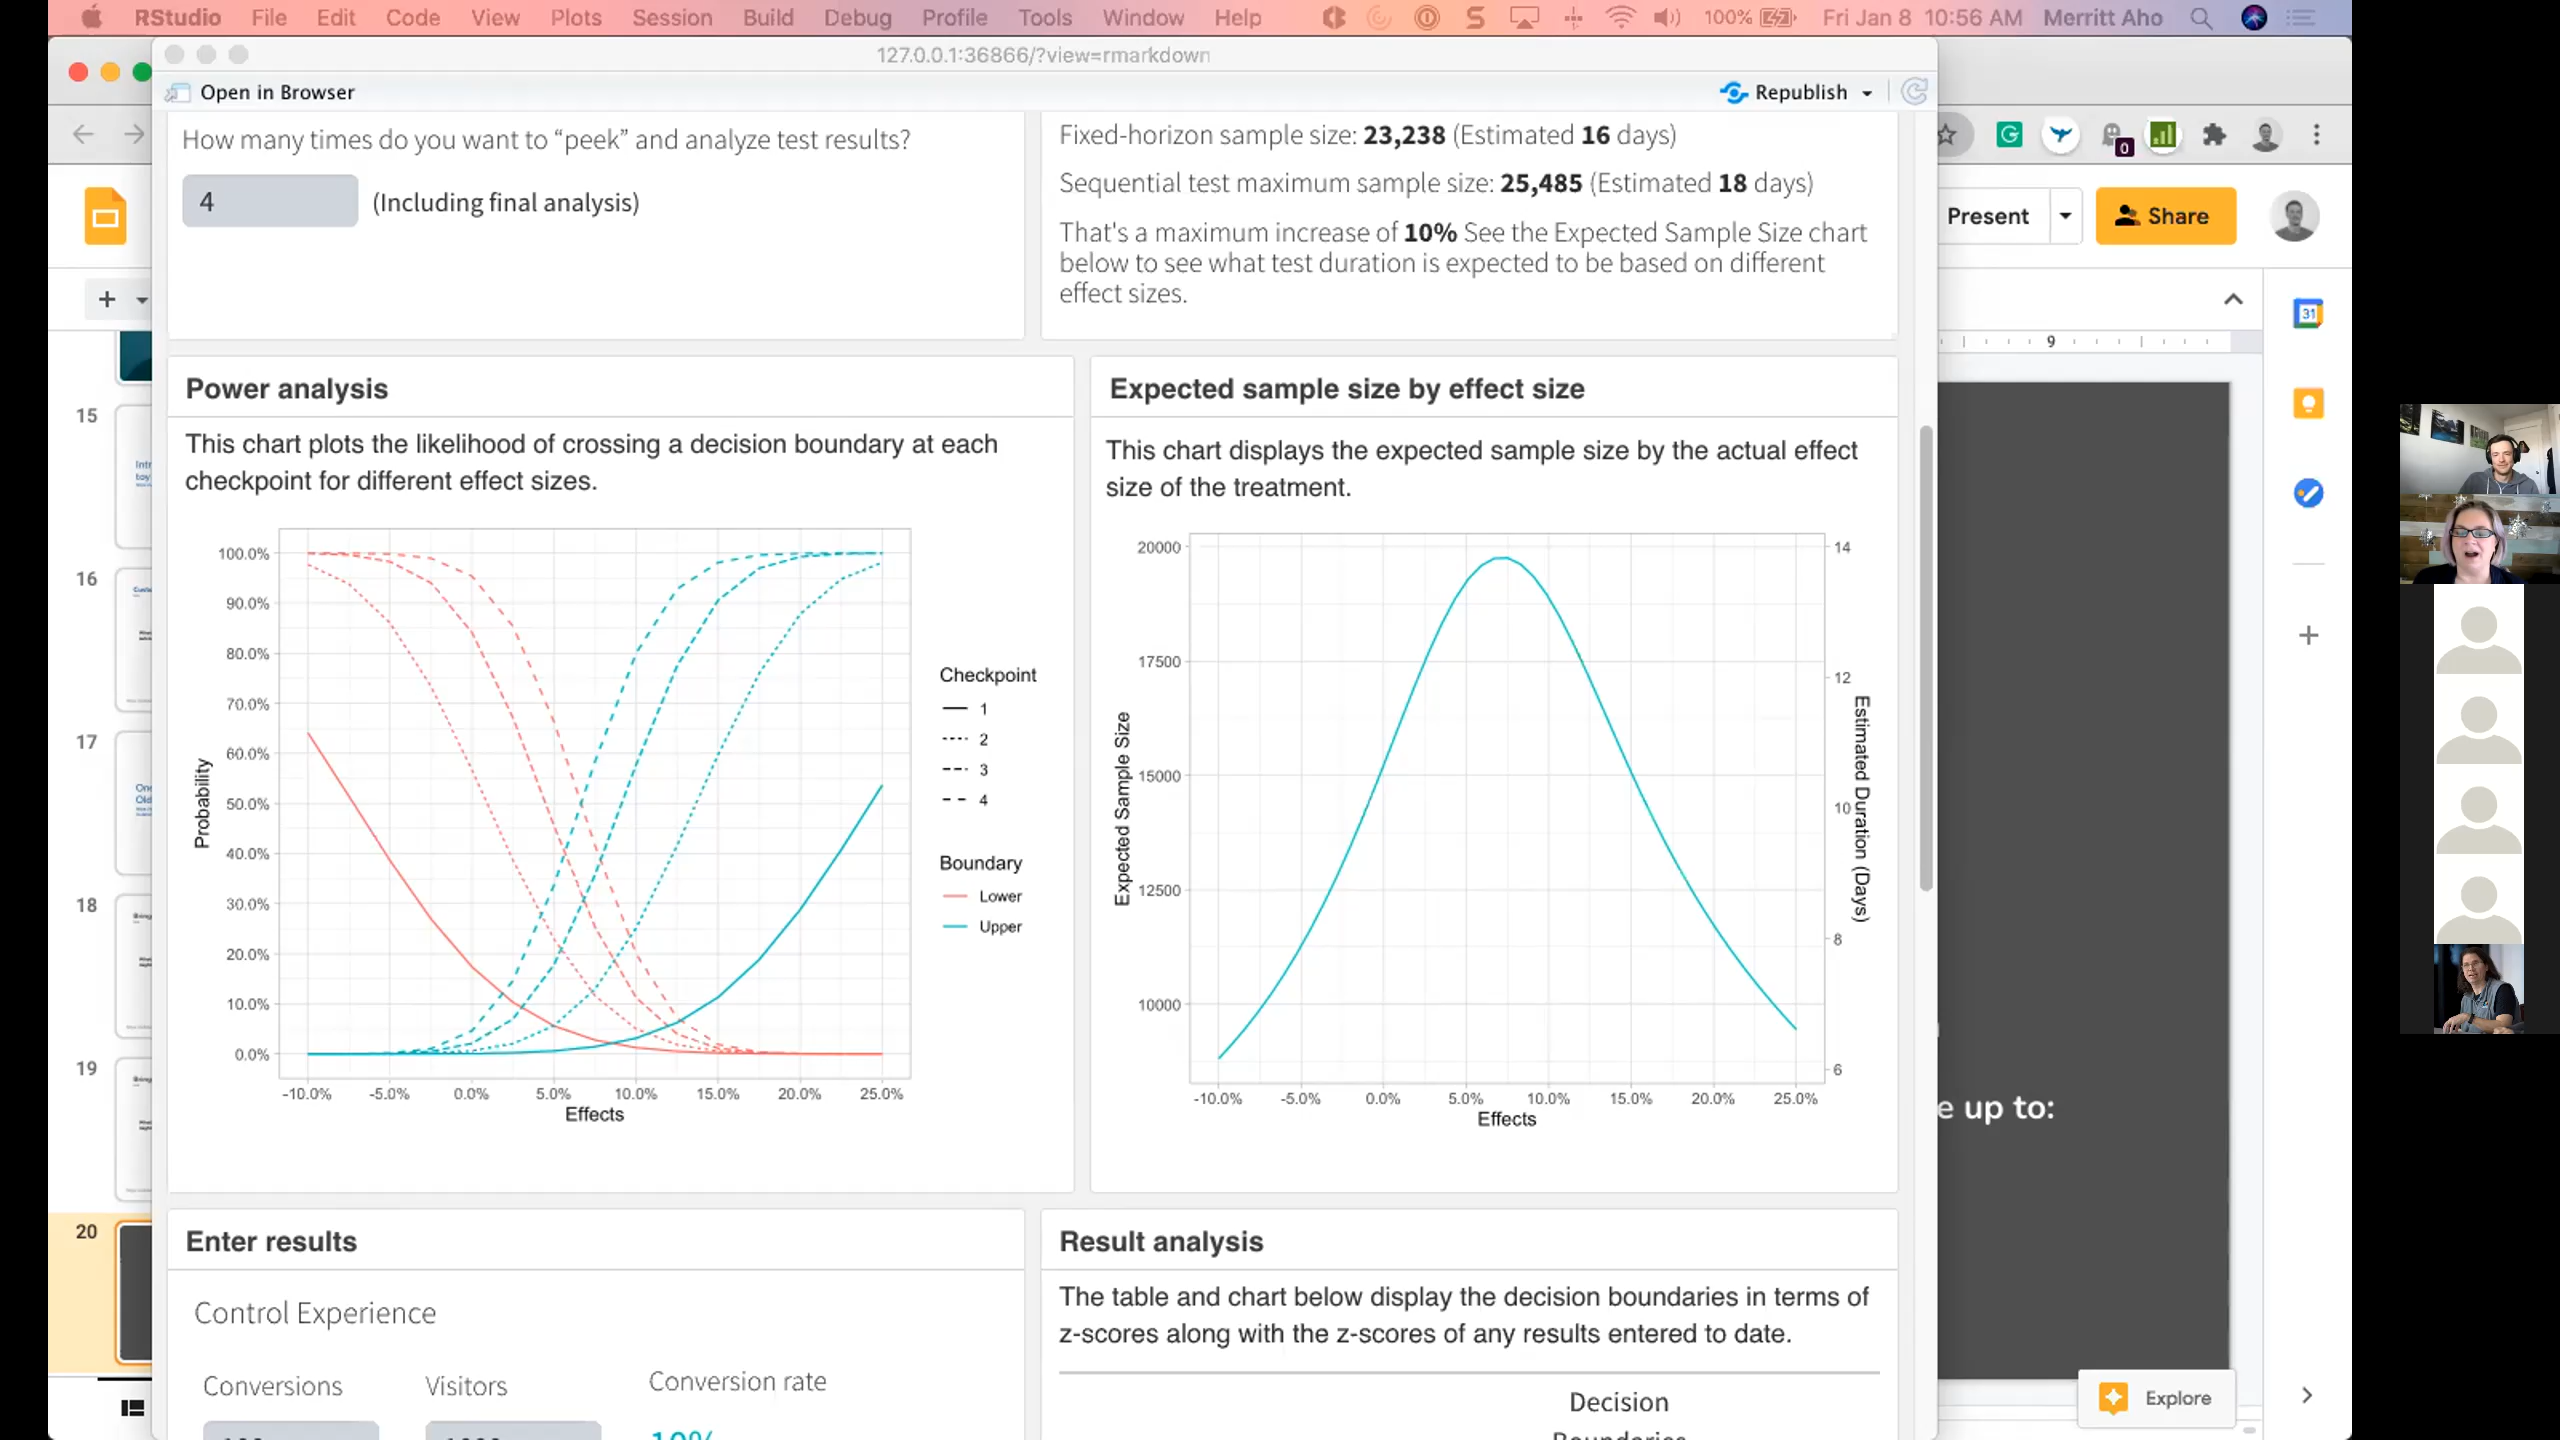 RStudio File Edit Code View Plots Session Build Debug Profile Tools Window Help 100% Fri Jan 8 10:56 AM Merritt Aho
127.0.0.1:36866/?view=rmarkdown
Open in Browser
Republish
How many times do you want to “peek” and analyze test results?
4 (Including final analysis)
Fixed-horizon sample size: 23,238 (Estimated 16 days)
Sequential test maximum sample size: 25,485 (Estimated 18 days)
That's a maximum increase of 10% See the Expected Sample Size chart
below to see what test duration is expected to be based on different
effect sizes.
0
Present
Share
31
9
15
16
17
18
19
20
Power analysis
This chart plots the likelihood of crossing a decision boundary at each
checkpoint for different effect sizes.
100.0%
90.0%
80.0%
70.0%
60.0%
50.0%
40.0%
30.0%
20.0%
10.0%
0.0%
Probability
-10.0% -5.0% 0.0% 5.0% 10.0% 15.0% 20.0% 25.0%
Effects
Checkpoint
1
2
3
4
Boundary
Lower
Upper
Expected sample size by effect size
This chart displays the expected sample size by the actual effect
size of the treatment.
20000
17500
15000
12500
10000
Expected Sample Size
14
12
10
8
6
Estimated Duration (Days)
-10.0% -5.0% 0.0% 5.0% 10.0% 15.0% 20.0% 25.0%
Effects
e up to:
Enter results
Control Experience
Conversions Visitors Conversion rate
10%
Result analysis
The table and chart below display the decision boundaries in terms of
z-scores along with the z-scores of any results entered to date.
Decision
Boundaries
Explore